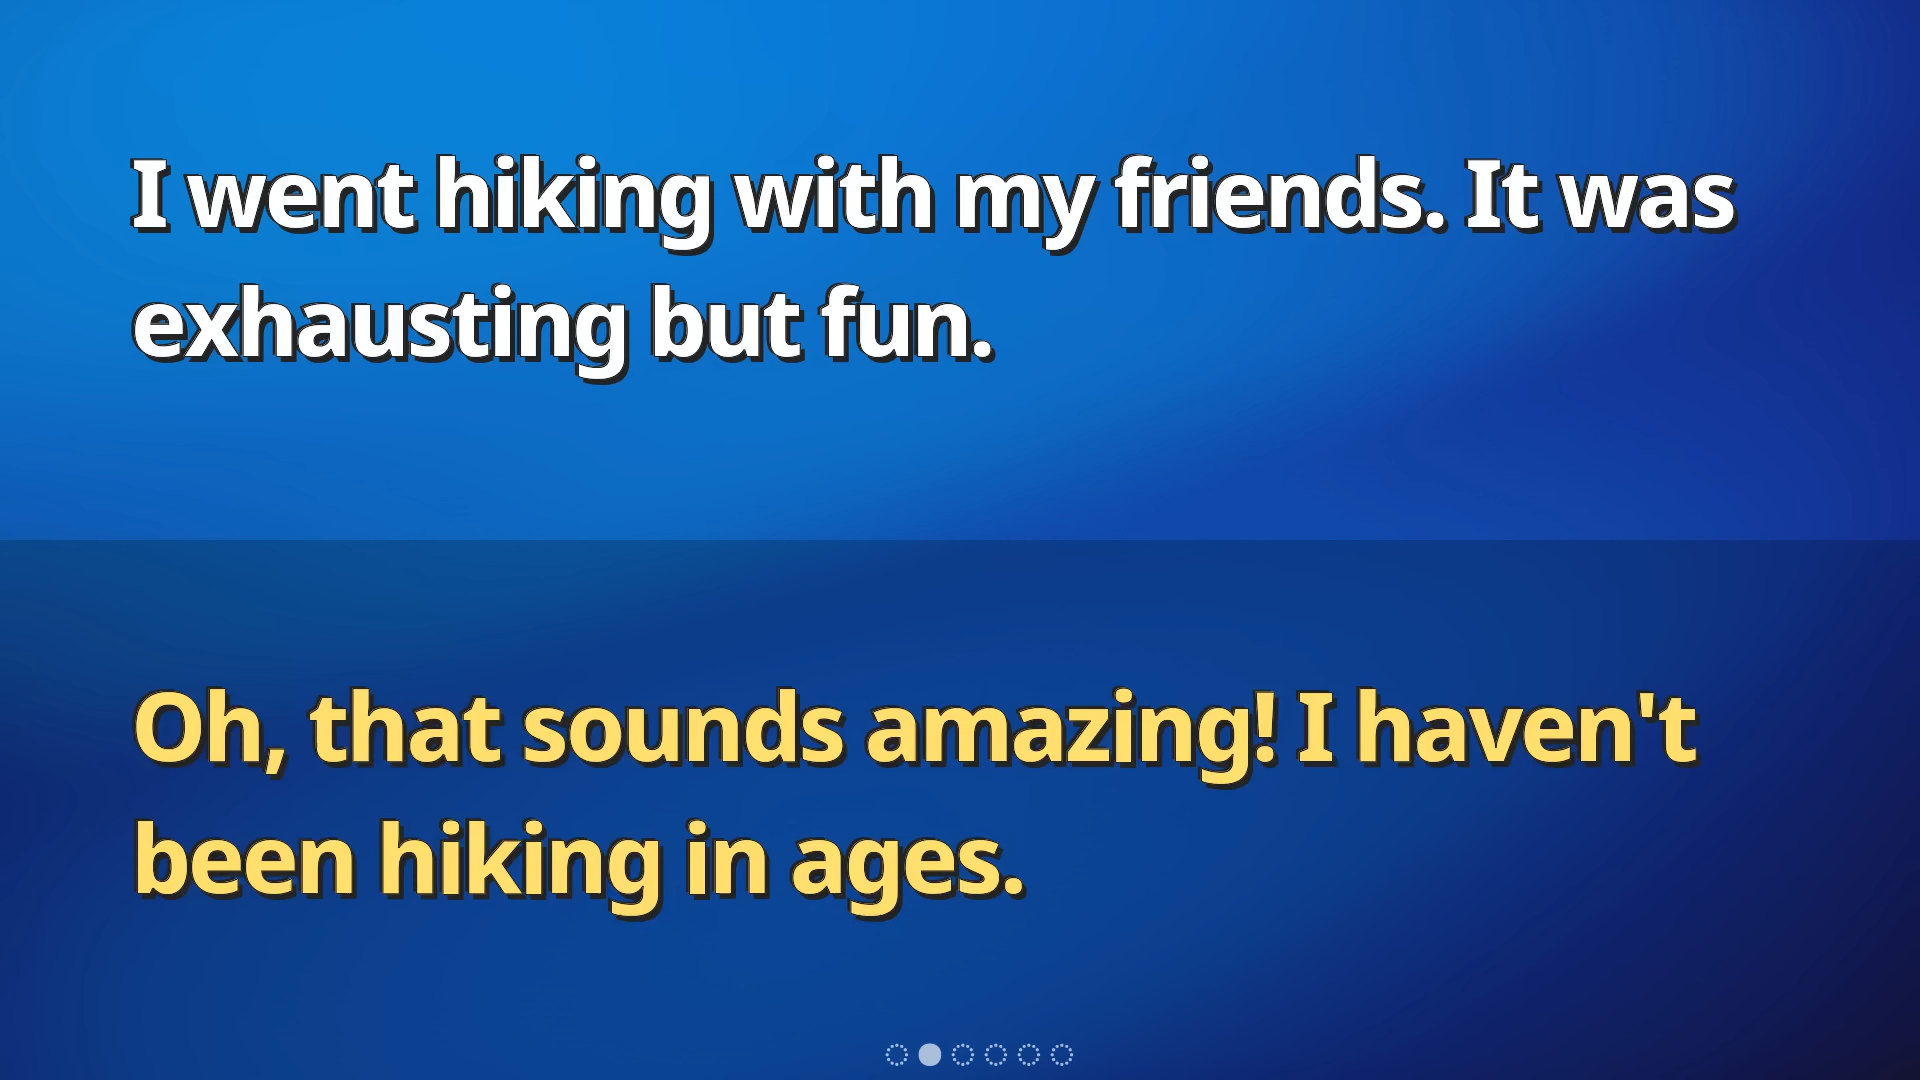 I went hiking with my friends. It was
exhausting but fun.
Oh, that sounds amazing! I haven't
been hiking in ages.